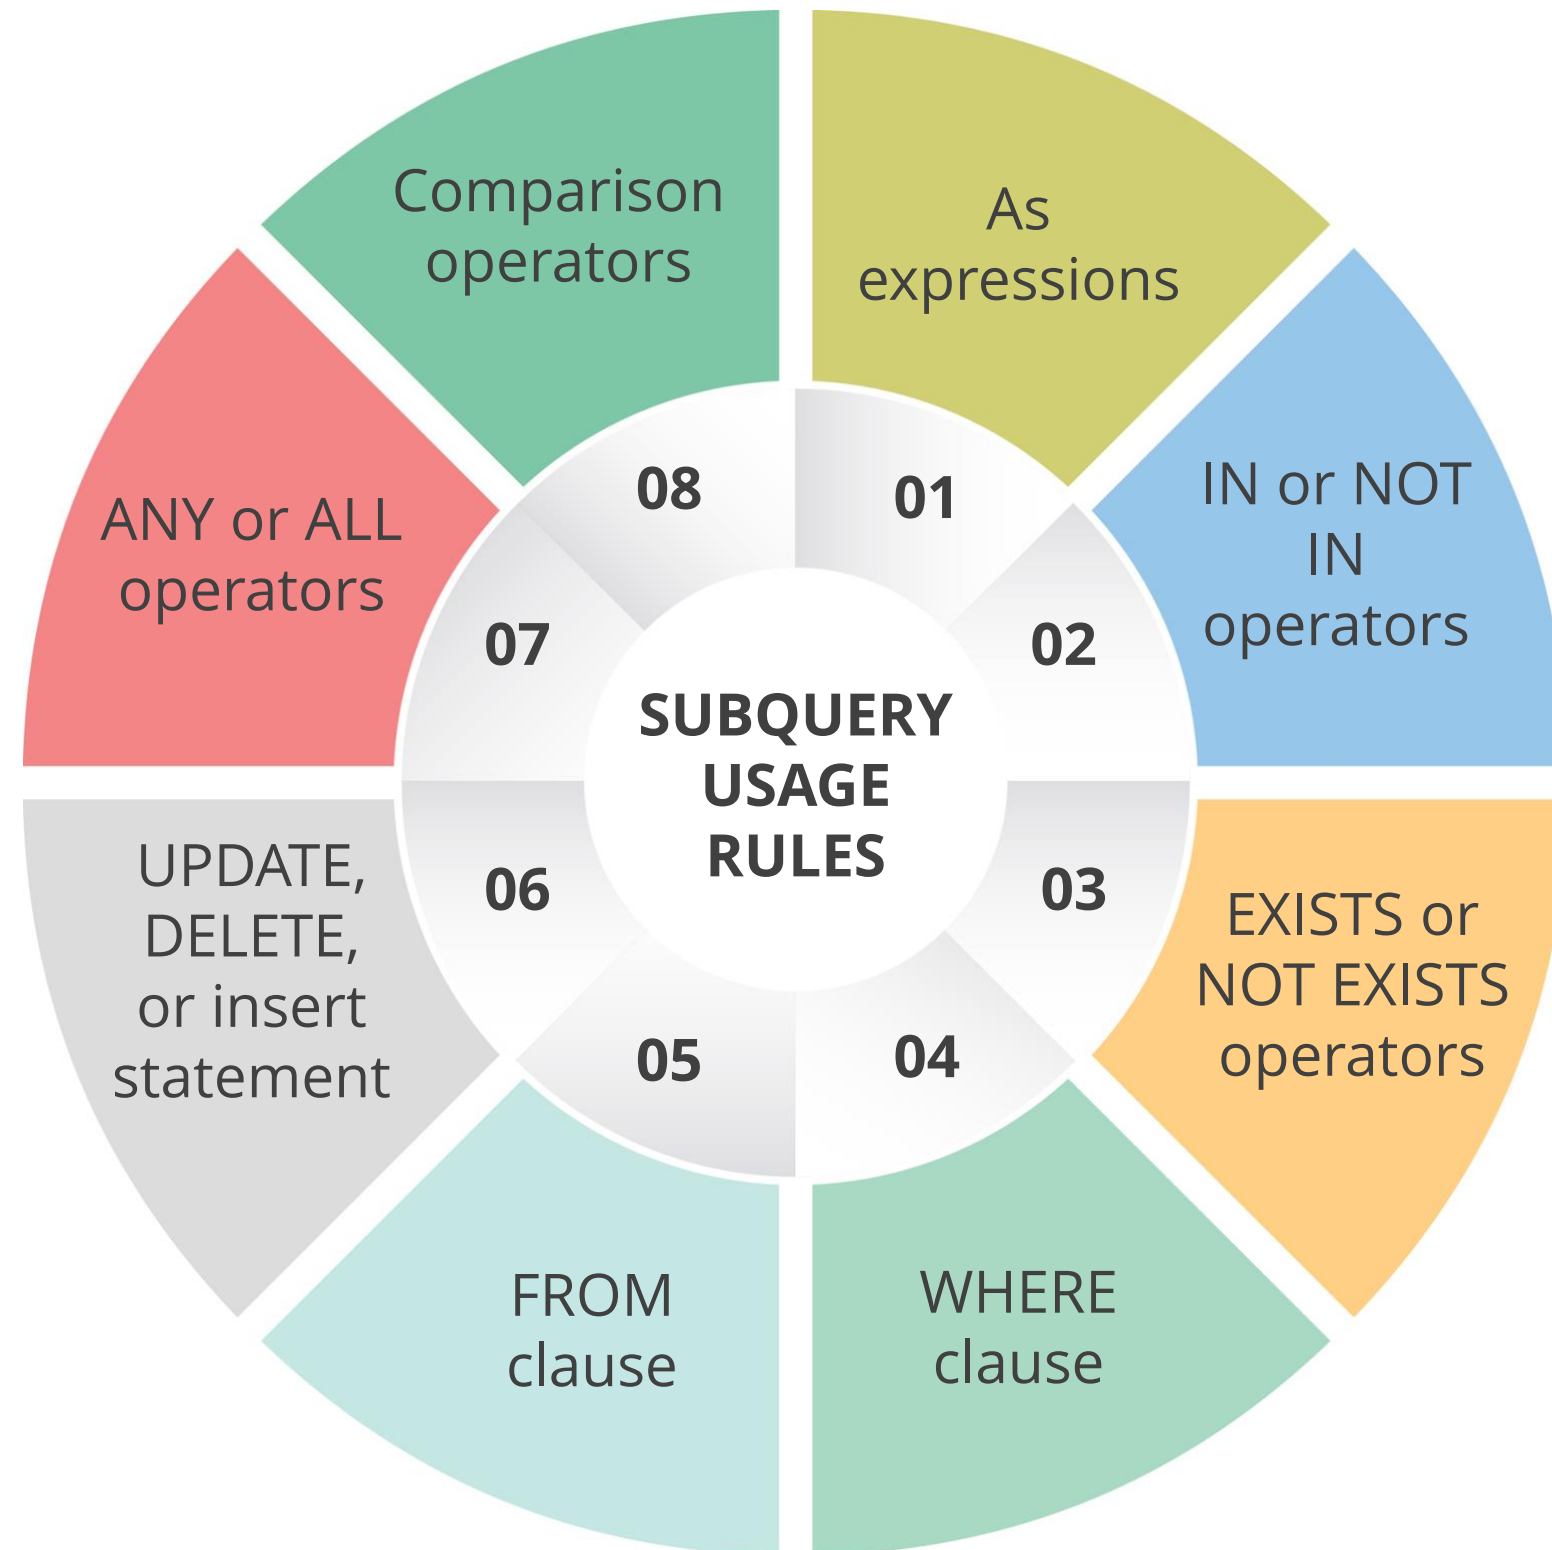 SUBQUERY
USAGE
RULES
01
As
expressions
02
IN or NOT
IN
operators
03
EXISTS or
NOT EXISTS
operators
04
WHERE
clause
05
FROM
clause
06
UPDATE,
DELETE,
or insert
statement
07
ANY or ALL
operators
08
Comparison
operators